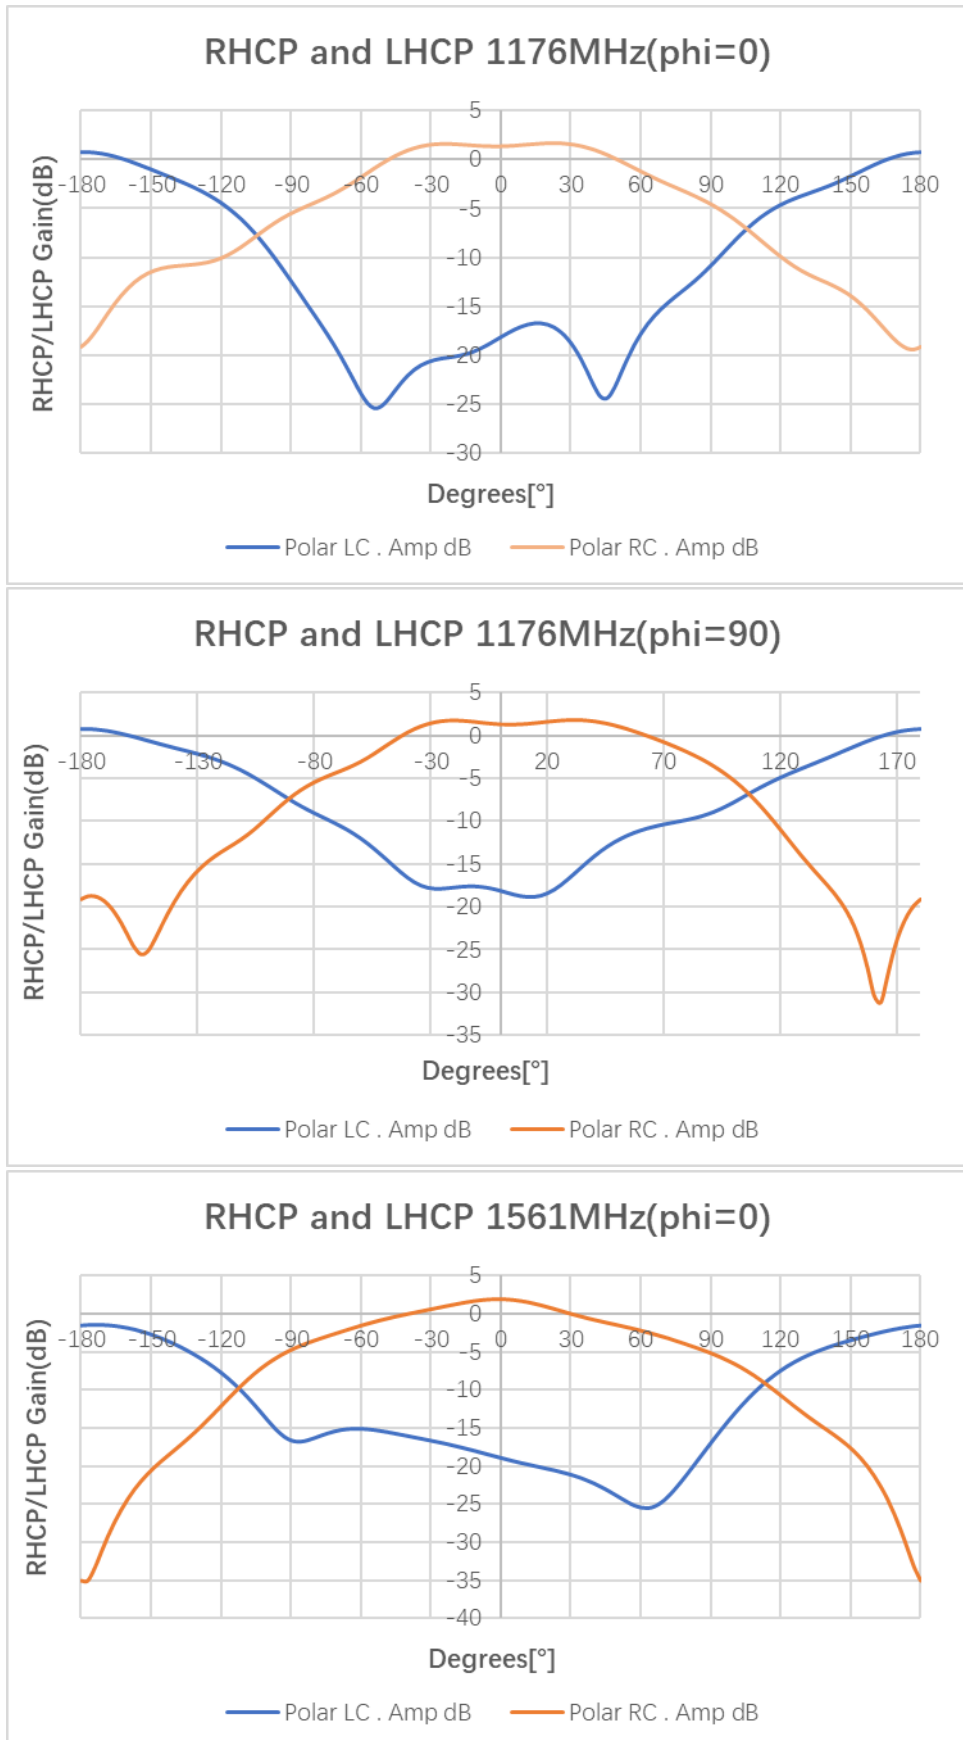 RHCP and LHCP 1176MHz(phi=0)
RHCP/LHCP Gain(dB)
5
0
-5
-10
-15
-20
-25
-30
-180 -150 -120 -90 -60 -30 0 30 60 90 120 150 180
Degrees[°]
Polar LC . Amp dB Polar RC . Amp dB
RHCP and LHCP 1176MHz(phi=90)
RHCP/LHCP Gain(dB)
5
0
-5
-10
-15
-20
-25
-30
-35
-180 -130 -80 -30 20 70 120 170
Degrees[°]
Polar LC . Amp dB Polar RC . Amp dB
RHCP and LHCP 1561MHz(phi=0)
RHCP/LHCP Gain(dB)
5
0
-5
-10
-15
-20
-25
-30
-35
-40
-180 -150 -120 -90 -60 -30 0 30 60 90 120 150 180
Degrees[°]
Polar LC . Amp dB Polar RC . Amp dB